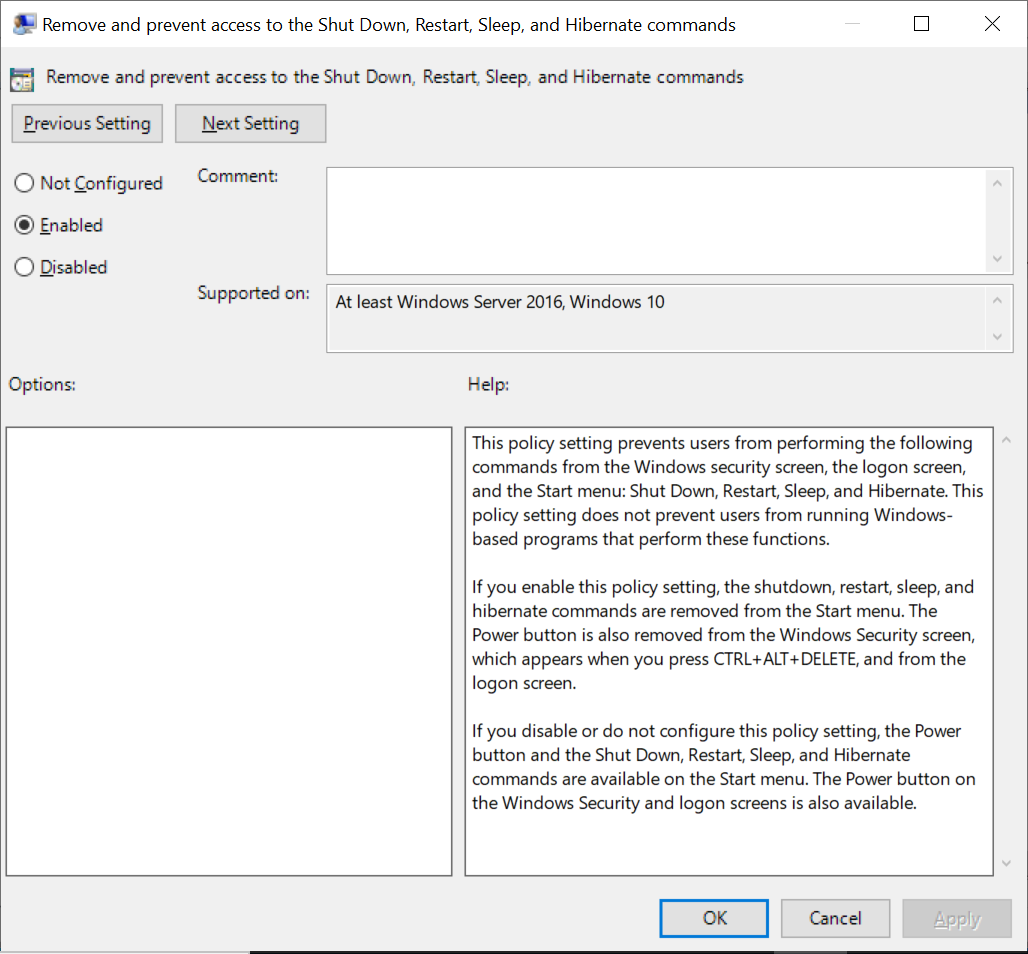 Remove and prevent access to the Shut Down, Restart, Sleep, and Hibernate commands
Remove and prevent access to the Shut Down, Restart, Sleep, and Hibernate commands
Previous Setting
Next Setting
Not Configured
Comment:
Enabled
Disabled
Supported on:
At least Windows Server 2016, Windows 10
Options:
Help:
This policy setting prevents users from performing the following
commands from the Windows security screen, the logon screen,
and the Start menu: Shut Down, Restart, Sleep, and Hibernate. This
policy setting does not prevent users from running Windows-
based programs that perform these functions.
If you enable this policy setting, the shutdown, restart, sleep, and
hibernate commands are removed from the Start menu. The
Power button is also removed from the Windows Security screen,
which appears when you press CTRL+ALT+DELETE, and from the
logon screen.
If you disable or do not configure this policy setting, the Power
button and the Shut Down, Restart, Sleep, and Hibernate
commands are available on the Start menu. The Power button on
the Windows Security and logon screens is also available.
OK
Cancel
Apply